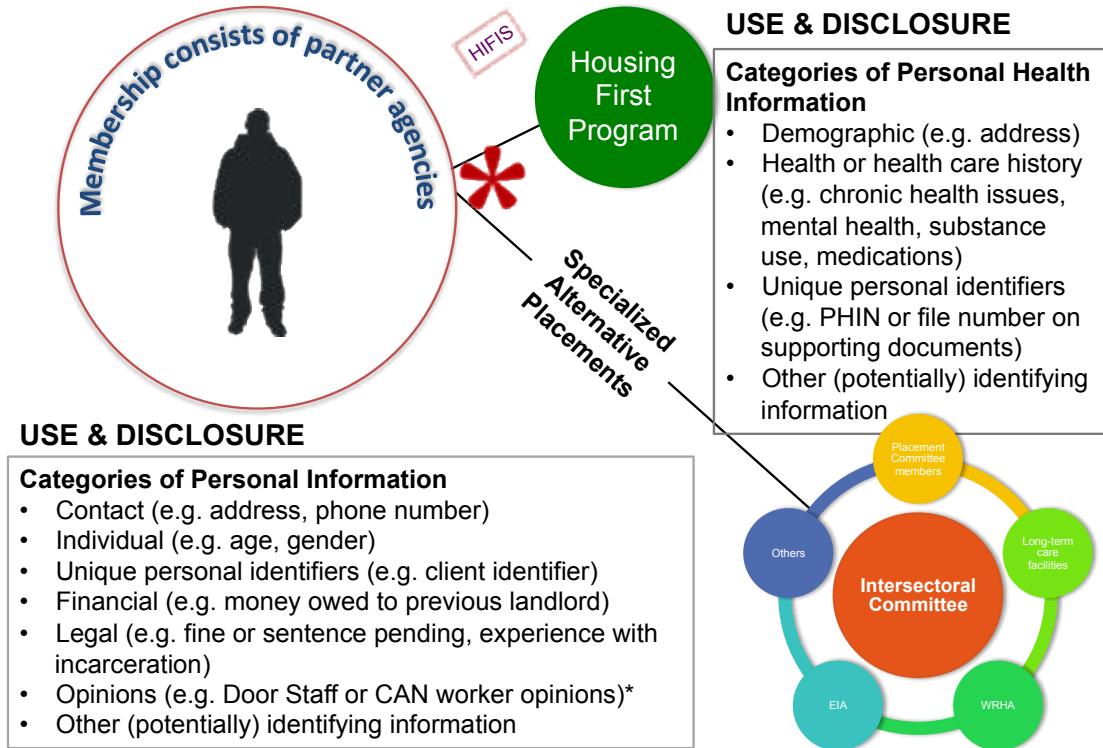 Membership consists of partner agencies
HIFIS
Housing
First
Program
Specialized
Alternative
Placements
USE & DISCLOSURE
Categories of Personal Health
Information
• Demographic (e.g. address)
• Health or health care history
(e.g. chronic health issues,
mental health, substance
use, medications)
• Unique personal identifiers
(e.g. PHIN or file number on
supporting documents)
• Other (potentially) identifying
information
USE & DISCLOSURE
Categories of Personal Information
• Contact (e.g. address, phone number)
• Individual (e.g. age, gender)
• Unique personal identifiers (e.g. client identifier)
• Financial (e.g. money owed to previous landlord)
• Legal (e.g. fine or sentence pending, experience with
incarceration)
• Opinions (e.g. Door Staff or CAN worker opinions)*
• Other (potentially) identifying information
Placement
Committee
members
Others
Long-term
care
facilities
Intersectoral
Committee
EIA
WRHA